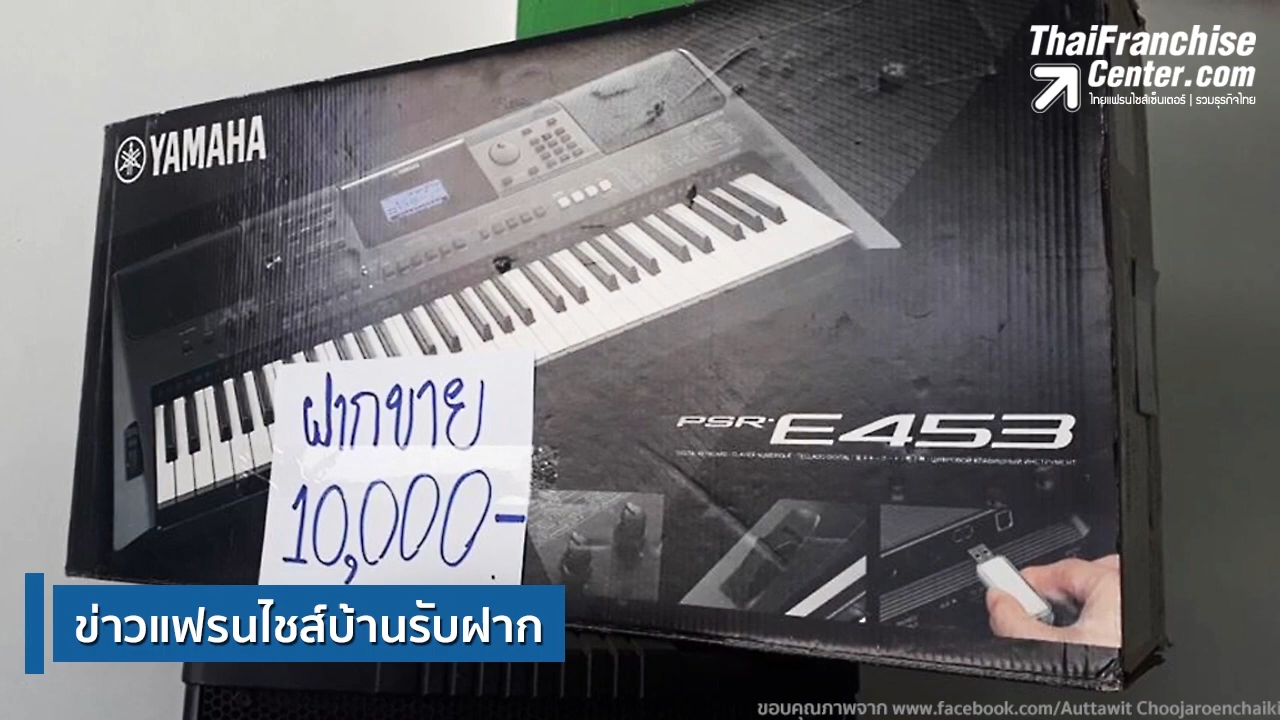 ThaiFranchise
Center.com
ไทยแฟรนไชส์เซ็นเตอร์ | รวมธุรกิจไทย
YAMAHA
ฝากขาย
10,000-
PSR-E453
ข่าวแฟรนไชส์บ้านรับฝาก
ขอบคุณภาพจาก www.facebook.com/Auttawit Choojaroenchaiki